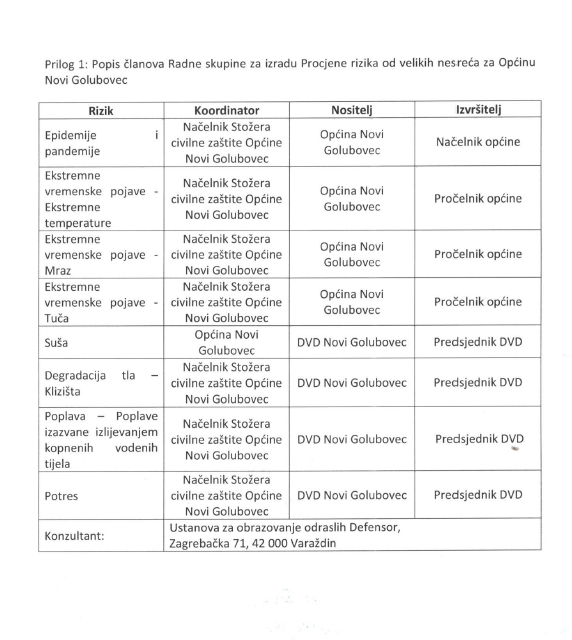 Prilog 1: Popis članova Radne skupine za izradu Procjene rizika od velikih nesreća za Općinu
Novi Golubovec
Rizik Koordinator Nositelj Izvršitelj
Epidemije i
pandemije
Načelnik Stožera
civilne zaštite Općine
Novi Golubovec
Općina Novi
Golubovec
Načelnik općine
Ekstremne
vremenske pojave -
Ekstremne
temperature
Načelnik Stožera
civilne zaštite Općine
Novi Golubovec
Općina Novi
Golubovec
Pročelnik općine
Ekstremne
vremenske pojave -
Mraz
Načelnik Stožera
civilne zaštite Općine
Novi Golubovec
Općina Novi
Golubovec
Pročelnik općine
Ekstremne
vremenske pojave -
Tuča
Načelnik Stožera
civilne zaštite Općine
Novi Golubovec
Općina Novi
Golubovec
Pročelnik općine
Suša
Općina Novi
Golubovec
DVD Novi Golubovec
Predsjednik DVD
Degradacija tla –
Klizišta
Načelnik Stožera
civilne zaštite Općine
Novi Golubovec
DVD Novi Golubovec
Predsjednik DVD
Poplava – Poplave
izazvane izlijevanjem
kopnenih vodenih
tijela
Načelnik Stožera
civilne zaštite Općine
Novi Golubovec
DVD Novi Golubovec
Predsjednik DVD
Potres
Načelnik Stožera
civilne zaštite Općine
Novi Golubovec
DVD Novi Golubovec
Predsjednik DVD
Konzultant:
Ustanova za obrazovanje odraslih Defensor,
Zagrebačka 71, 42 000 Varaždin